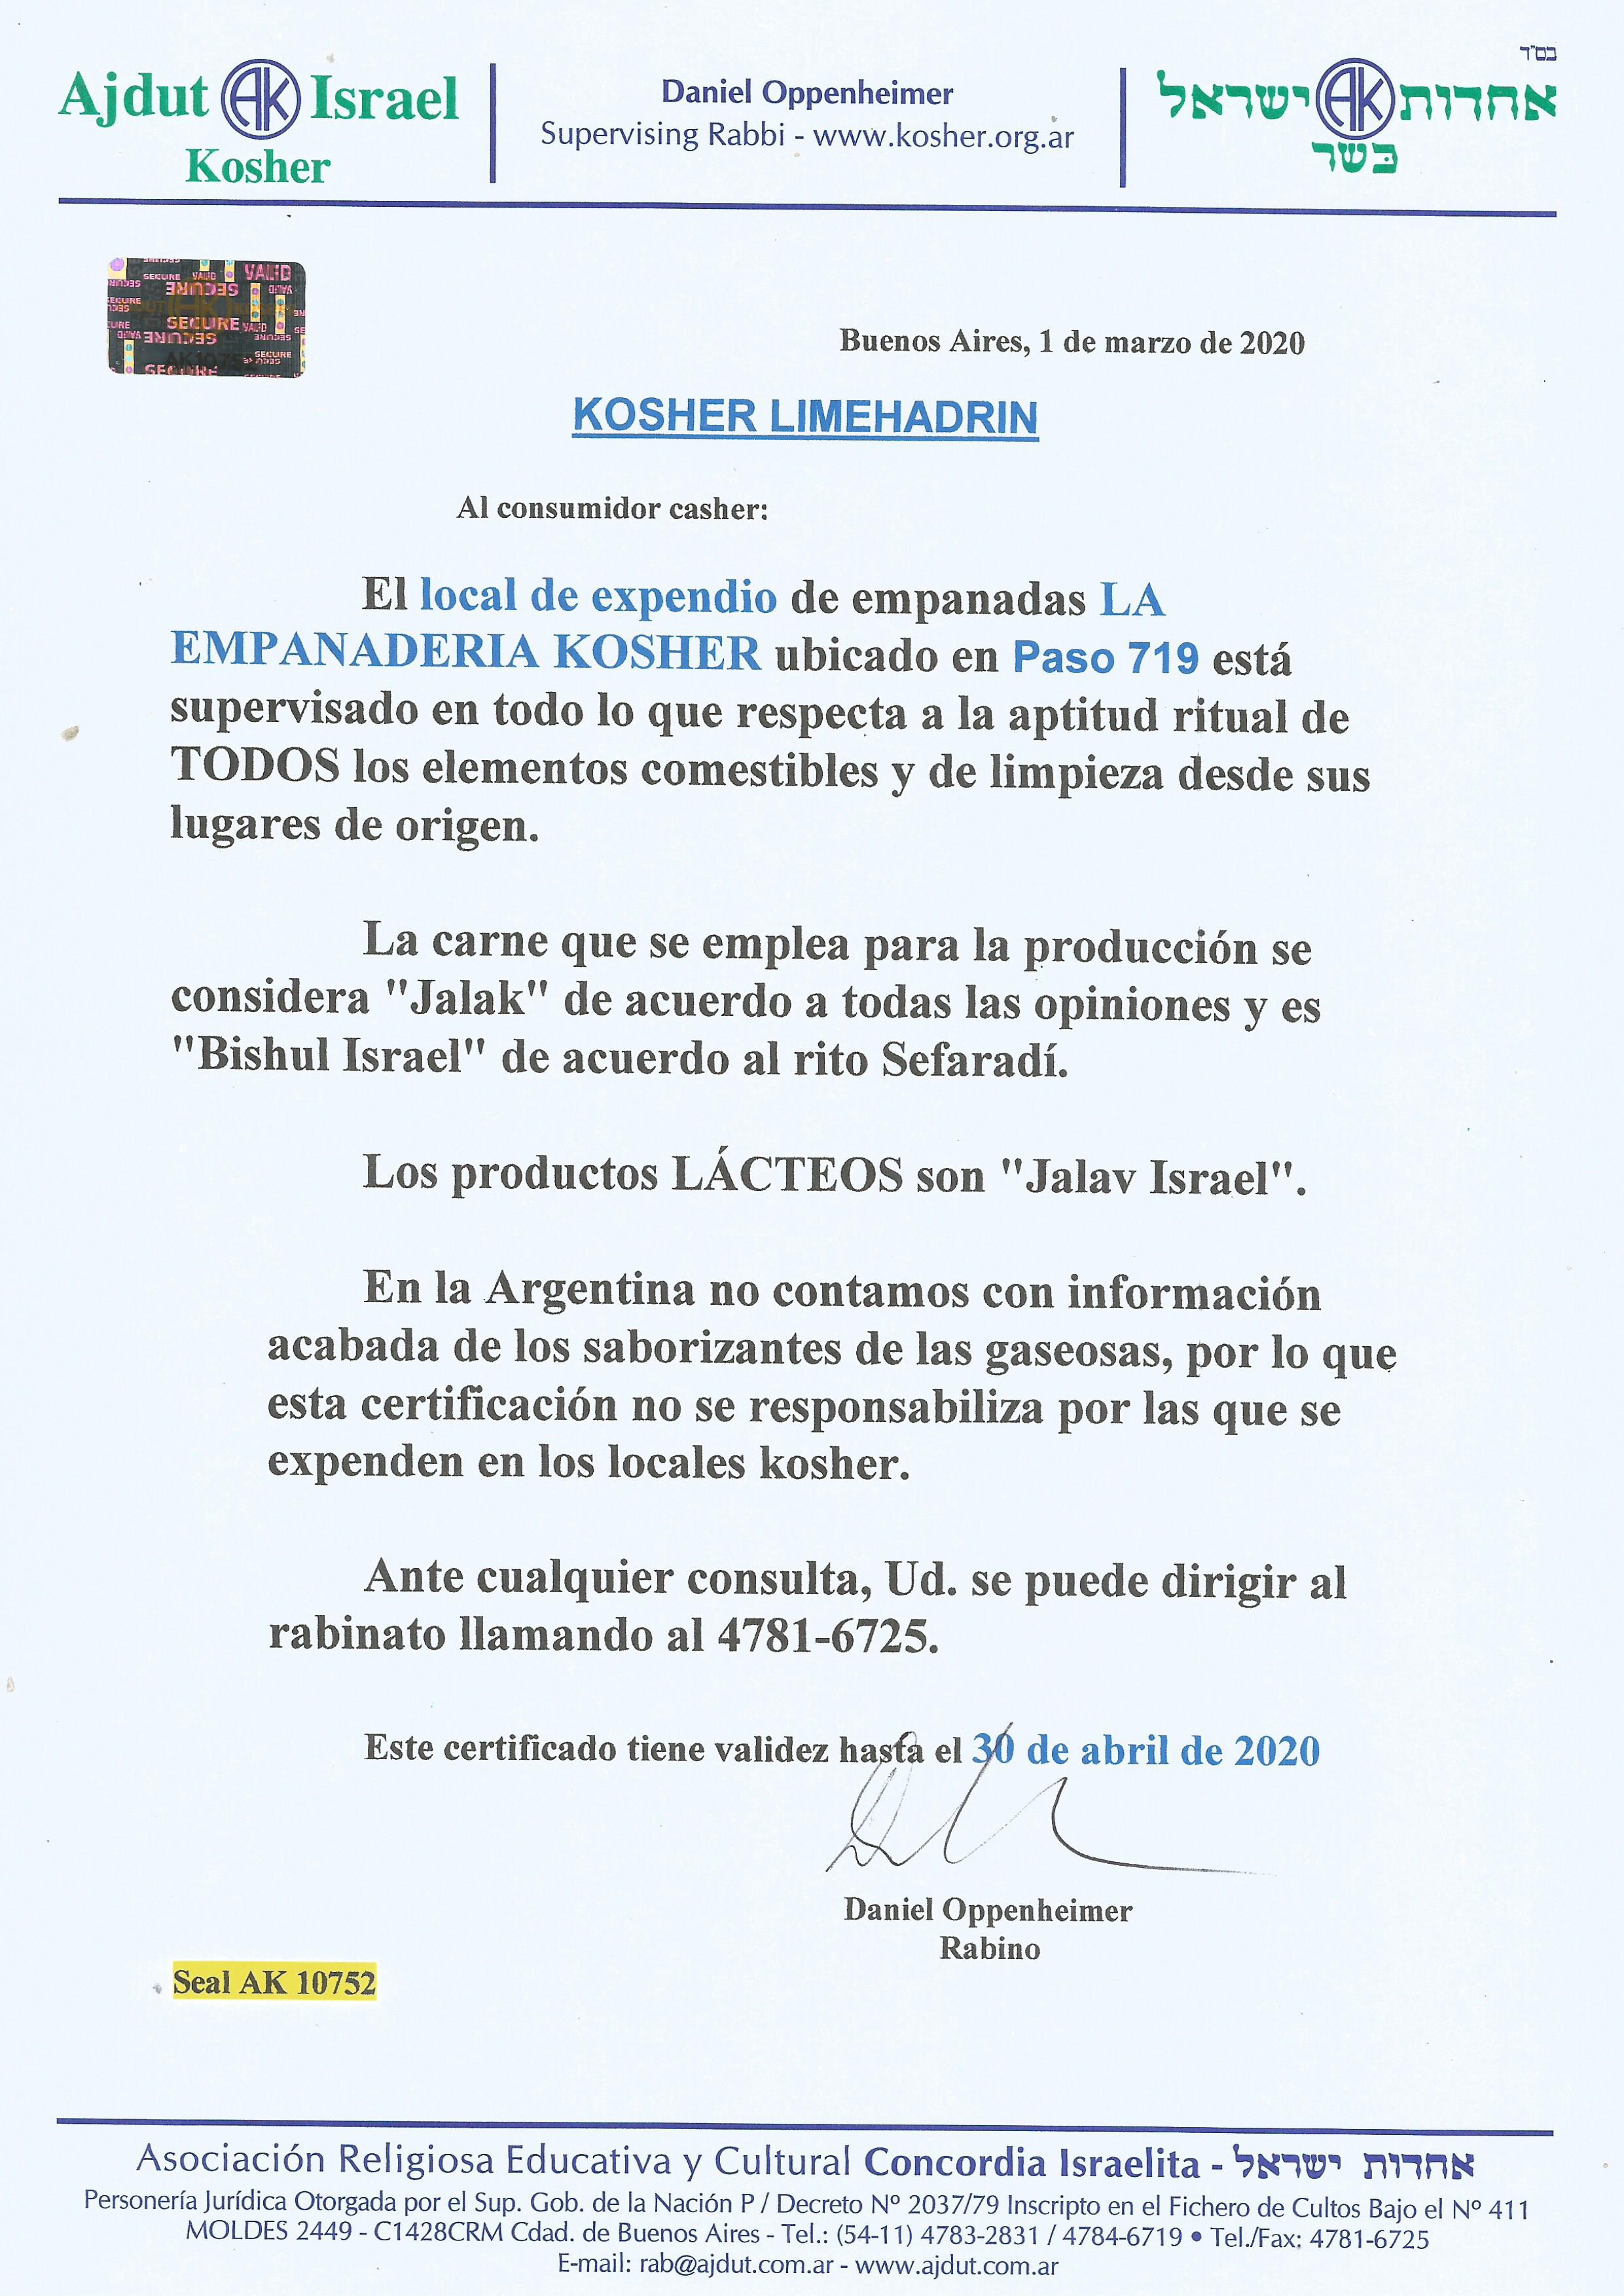 בס"ד
Ajdut AK Israel
Kosher
Daniel Oppenheimer
Supervising Rabbi - www.kosher.org.ar
אחדות AK ישראל
בשר
VALID
SECURE
SECURE
AK10752
Buenos Aires, 1 de marzo de 2020
KOSHER LIMEHADRIN
Al consumidor casher:
El local de expendio de empanadas LA
EMPANADERIA KOSHER ubicado en Paso 719 está
supervisado en todo lo que respecta a la aptitud ritual de
TODOS los elementos comestibles y de limpieza desde sus
lugares de origen.
La carne que se emplea para la producción se
considera "Jalak" de acuerdo a todas las opiniones y es
"Bishul Israel" de acuerdo al rito Sefaradí.
Los productos LÁCTEOS son "Jalav Israel".
En la Argentina no contamos con información
acabada de los saborizantes de las gaseosas, por lo que
esta certificación no se responsabiliza por las que se
expenden en los locales kosher.
Ante cualquier consulta, Ud. se puede dirigir al
rabinato llamando al 4781-6725.
Este certificado tiene validez hasta el 30 de abril de 2020
Daniel Oppenheimer
Rabino
Seal AK 10752
Asociación Religiosa Educativa y Cultural Concordia Israelita - אחדות ישראל
Personería Jurídica Otorgada por el Sup. Gob. de la Nación P / Decreto Nº 2037/79 Inscripto en el Fichero de Cultos Bajo el Nº 411
MOLDES 2449 - C1428CRM Cdad. de Buenos Aires - Tel.: (54-11) 4783-2831 / 4784-6719 • Tel./Fax: 4781-6725
E-mail: rab@ajdut.com.ar - www.ajdut.com.ar